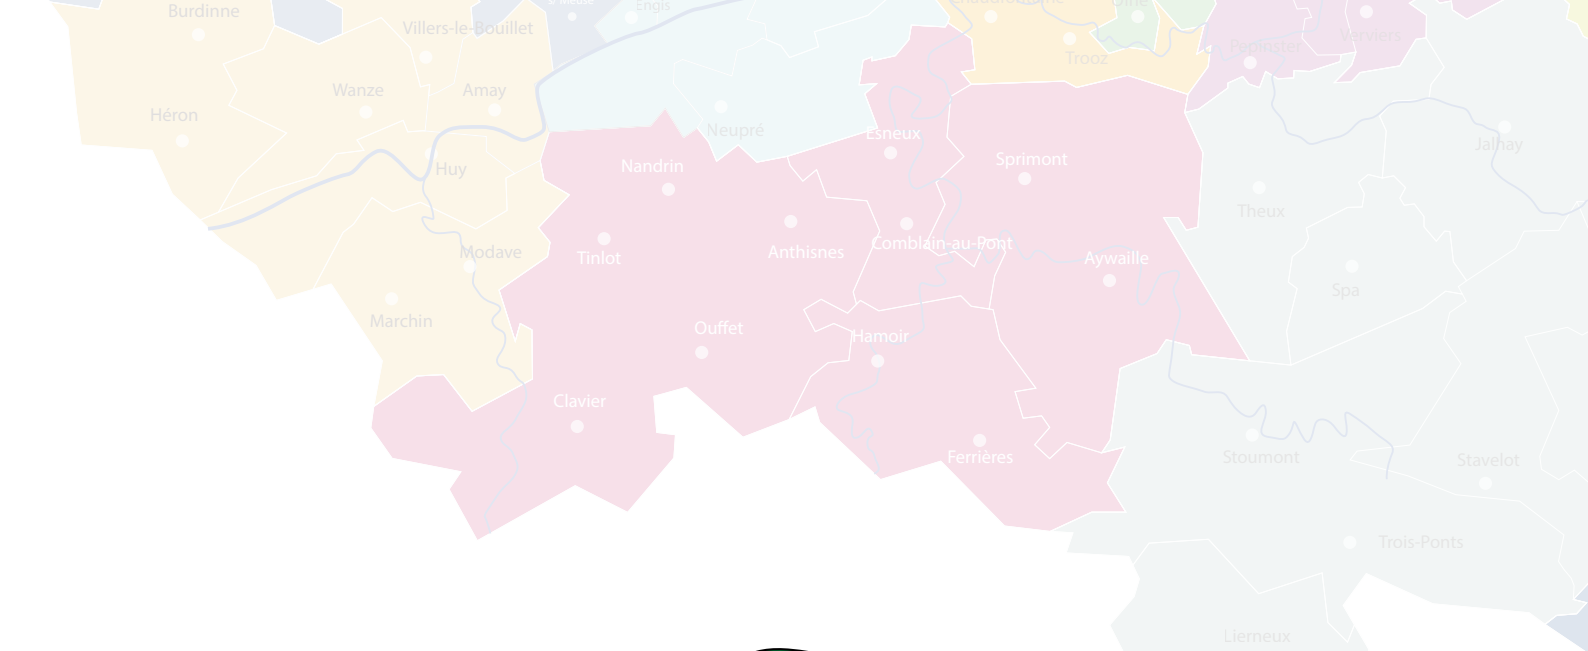 Burdinne
Engis
Villers-le-Bouillet
Verviers
Pepinster
Trooz
Wanze
Amay
Héron
Neupré
Esneux
Jalhay
Huy
Nandrin
Sprimont
Theux
Modave
Tinlot
Anthisnes
Comblain-au-Pont
Aywaille
Spa
Marchin
Ouffet
Hamoir
Clavier
Ferrières
Stoumont
Stavelot
Trois-Ponts
Lierneux